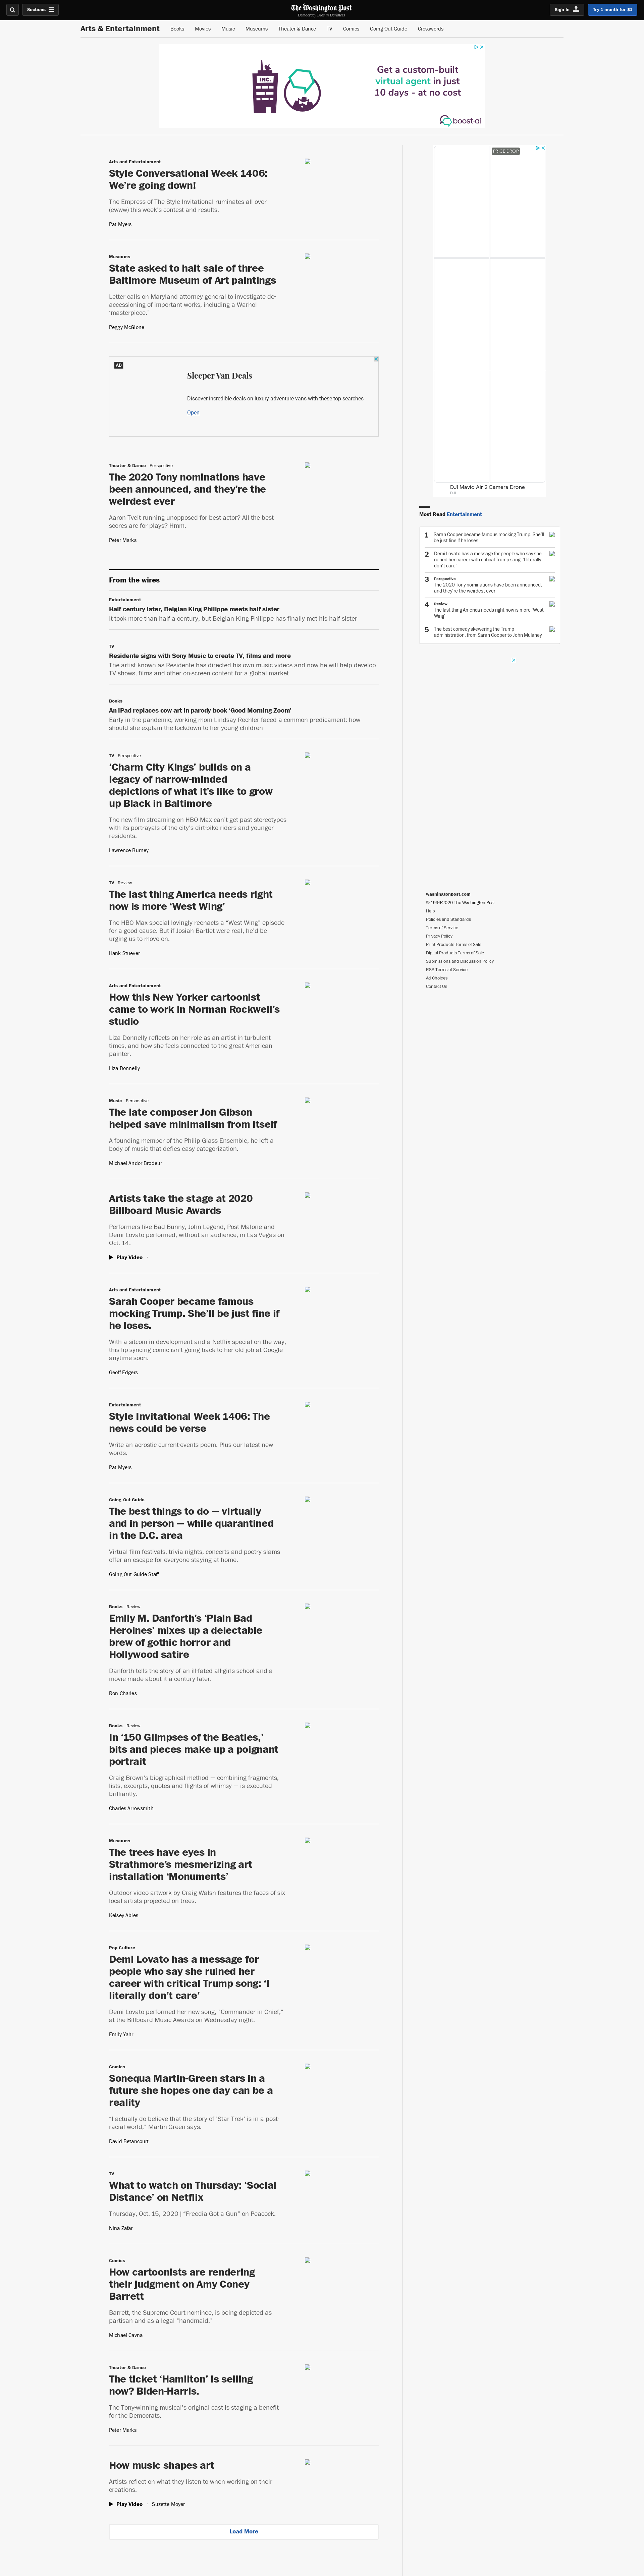 Sections
The Washington Post
Democracy Dies in Darkness
Sign In
Try 1 month for $1
Arts & Entertainment
Books
Movies
Music
Museums
Theater & Dance
TV
Comics
Going Out Guide
Crosswords
Get a custom-built
virtual agent in just
10 days - at no cost
boost·ai
Arts and Entertainment
Style Conversational Week 1406:
We're going down!
The Empress of The Style Invitational ruminates all over
(ewww) this week's contest and results.
Pat Myers
Museums
State asked to halt sale of three
Baltimore Museum of Art paintings
Letter calls on Maryland attorney general to investigate de-
accessioning of important works, including a Warhol
'masterpiece.'
Peggy McGlone
AD
Sleeper Van Deals
Discover incredible deals on luxury adventure vans with these top searches
Open
Theater & Dance Perspective
The 2020 Tony nominations have
been announced, and they're the
weirdest ever
Aaron Tveit running unopposed for best actor? All the best
scores are for plays? Hmm.
Peter Marks
From the wires
Entertainment
Half century later, Belgian King Philippe meets half sister
It took more than half a century, but Belgian King Philippe has finally met his half sister
TV
Residente signs with Sony Music to create TV, films and more
The artist known as Residente has directed his own music videos and now he will help develop
TV shows, films and other on-screen content for a global market
Books
An iPad replaces cow art in parody book 'Good Morning Zoom'
Early in the pandemic, working mom Lindsay Rechler faced a common predicament: how
should she explain the lockdown to her young children
TV Perspective
'Charm City Kings' builds on a
legacy of narrow-minded
depictions of what it's like to grow
up Black in Baltimore
The new film streaming on HBO Max can't get past stereotypes
with its portrayals of the city's dirt-bike riders and younger
residents.
Lawrence Burney
TV Review
The last thing America needs right
now is more 'West Wing'
The HBO Max special lovingly reenacts a "West Wing" episode
for a good cause. But if Josiah Bartlet were real, he'd be
urging us to move on.
Hank Stuever
Arts and Entertainment
How this New Yorker cartoonist
came to work in Norman Rockwell's
studio
Liza Donnelly reflects on her role as an artist in turbulent
times, and how she feels connected to the great American
painter.
Liza Donnelly
Music Perspective
The late composer Jon Gibson
helped save minimalism from itself
A founding member of the Philip Glass Ensemble, he left a
body of music that defies easy categorization.
Michael Andor Brodeur
Artists take the stage at 2020
Billboard Music Awards
Performers like Bad Bunny, John Legend, Post Malone and
Demi Lovato performed, without an audience, in Las Vegas on
Oct. 14.
Play Video
Arts and Entertainment
Sarah Cooper became famous
mocking Trump. She'll be just fine if
he loses.
With a sitcom in development and a Netflix special on the way,
this lip-syncing comic isn't going back to her old job at Google
anytime soon.
Geoff Edgers
Entertainment
Style Invitational Week 1406: The
news could be verse
Write an acrostic current-events poem. Plus our latest new
words.
Pat Myers
Going Out Guide
The best things to do — virtually
and in person — while quarantined
in the D.C. area
Virtual film festivals, trivia nights, concerts and poetry slams
offer an escape for everyone staying at home.
Going Out Guide Staff
Books Review
Emily M. Danforth's 'Plain Bad
Heroines' mixes up a delectable
brew of gothic horror and
Hollywood satire
Danforth tells the story of an ill-fated all-girls school and a
movie made about it a century later.
Ron Charles
Books Review
In '150 Glimpses of the Beatles,'
bits and pieces make up a poignant
portrait
Craig Brown's biographical method — combining fragments,
lists, excerpts, quotes and flights of whimsy — is executed
brilliantly.
Charles Arrowsmith
Museums
The trees have eyes in
Strathmore's mesmerizing art
installation 'Monuments'
Outdoor video artwork by Craig Walsh features the faces of six
local artists projected on trees.
Kelsey Ables
Pop Culture
Demi Lovato has a message for
people who say she ruined her
career with critical Trump song: 'I
literally don't care'
Demi Lovato performed her new song, "Commander in Chief,"
at the Billboard Music Awards on Wednesday night.
Emily Yahr
Comics
Sonequa Martin-Green stars in a
future she hopes one day can be a
reality
"I actually do believe that the story of 'Star Trek' is in a post-
racial world," Martin-Green says.
David Betancourt
TV
What to watch on Thursday: 'Social
Distance' on Netflix
Thursday, Oct. 15, 2020 | "Freedia Got a Gun" on Peacock.
Nina Zafar
Comics
How cartoonists are rendering
their judgment on Amy Coney
Barrett
Barrett, the Supreme Court nominee, is being depicted as
partisan and as a legal "handmaid."
Michael Cavna
Theater & Dance
The ticket 'Hamilton' is selling
now? Biden-Harris.
The Tony-winning musical's original cast is staging a benefit
for the Democrats.
Peter Marks
How music shapes art
Artists reflect on what they listen to when working on their
creations.
Play Video · Suzette Moyer
Load More
PRICE DROP
DJI Mavic Air 2 Camera Drone
DJI
Most Read Entertainment
1 Sarah Cooper became famous mocking Trump. She'll
be just fine if he loses.
2 Demi Lovato has a message for people who say she
ruined her career with critical Trump song: 'I literally
don't care'
3 Perspective
The 2020 Tony nominations have been announced,
and they're the weirdest ever
4 Review
The last thing America needs right now is more 'West
Wing'
5 The best comedy skewering the Trump
administration, from Sarah Cooper to John Mulaney
washingtonpost.com
© 1996-2020 The Washington Post
Help
Policies and Standards
Terms of Service
Privacy Policy
Print Products Terms of Sale
Digital Products Terms of Sale
Submissions and Discussion Policy
RSS Terms of Service
Ad Choices
Contact Us